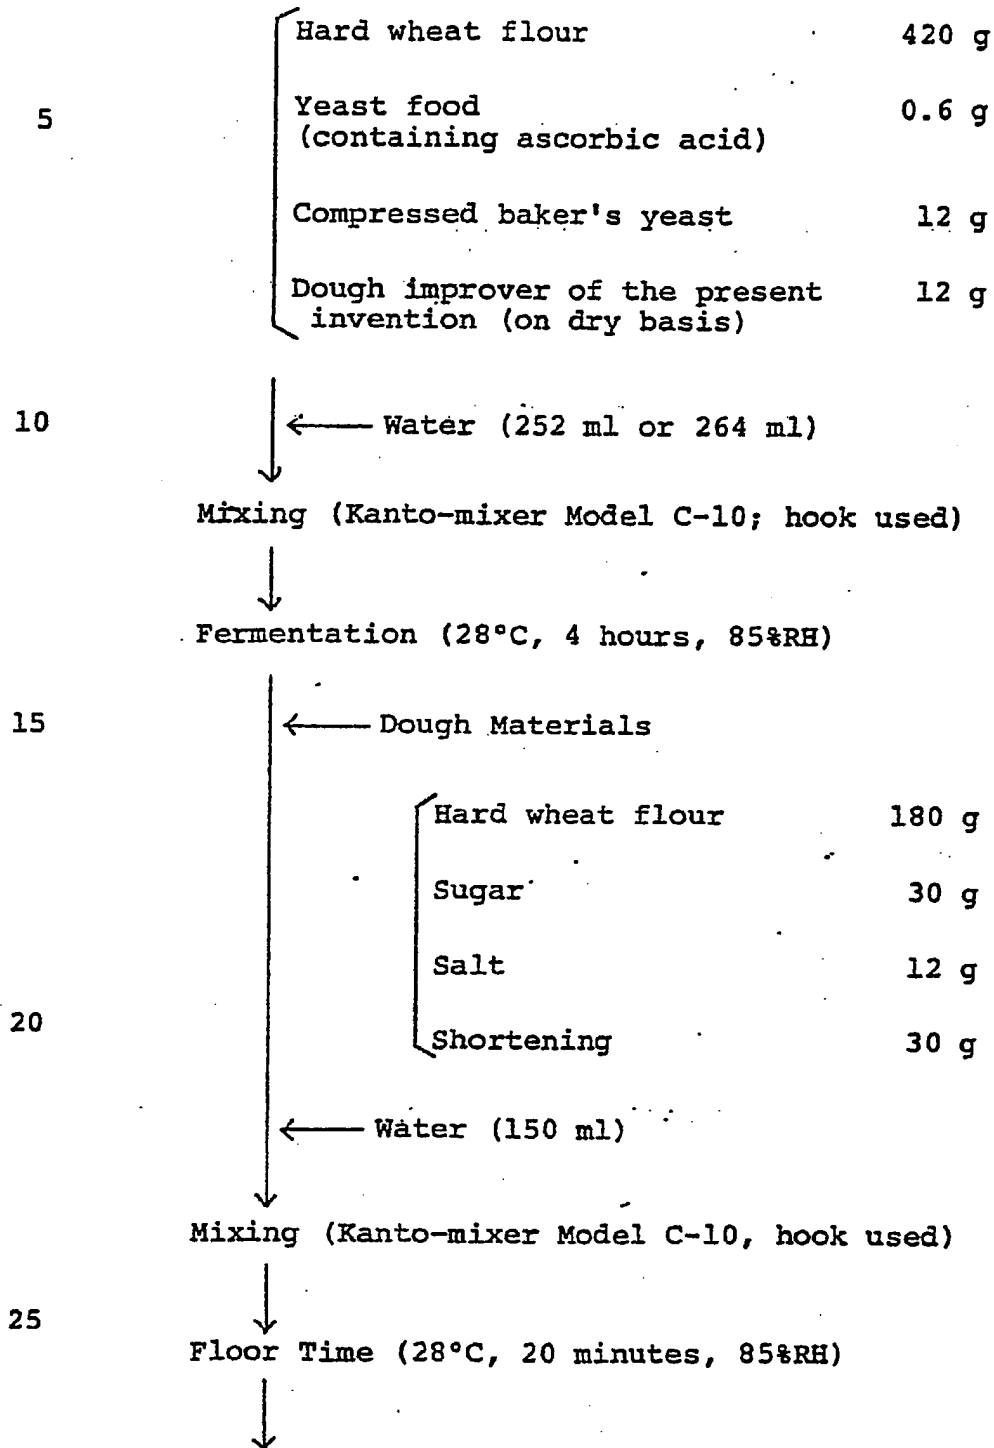 Hard wheat flour 420 g
5 Yeast food 0.6 g
(containing ascorbic acid)
Compressed baker's yeast 12 g
Dough improver of the present 12 g
invention (on dry basis)
10 Water (252 ml or 264 ml)
Mixing (Kanto-mixer Model C-10; hook used)
Fermentation (28°C, 4 hours, 85%RH)
15 Dough Materials
Hard wheat flour 180 g
Sugar 30 g
Salt 12 g
20 Shortening 30 g
Water (150 ml)
Mixing (Kanto-mixer Model C-10, hook used)
25 Floor Time (28°C, 20 minutes, 85%RH)